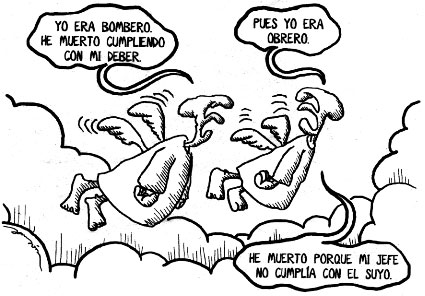 YO ERA BOMBERO.
HE MUERTO CUMPLIENDO
CON MI DEBER.
PUES YO ERA
OBRERO.
HE MUERTO PORQUE MI JEFE
NO CUMPLÍA CON EL SUYO.